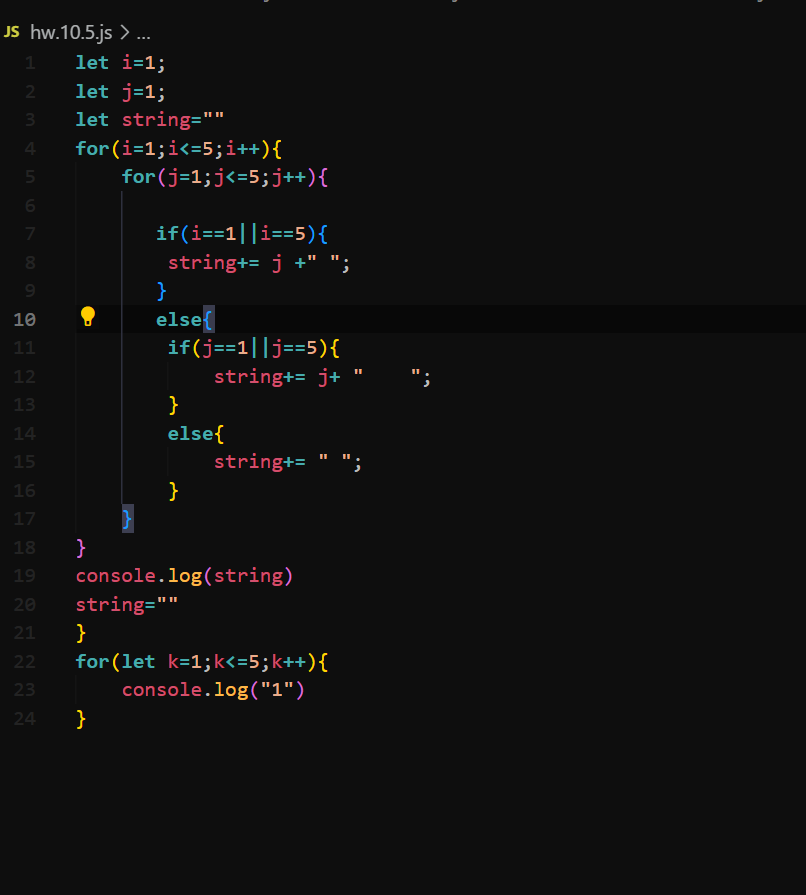 JS hw.10.5.js > ...
1 let i=1;
2 let j=1;
3 let string=""
4 for(i=1;i<=5;i++){
5     for(j=1;j<=5;j++){
6
7        if(i==1||i==5){
8         string+= j +" ";
9        }
10        else{
11         if(j==1||j==5){
12             string+= j+ "    ";
13         }
14         else{
15             string+= " ";
16         }
17     }
18 }
19 console.log(string)
20 string=""
21 }
22 for(let k=1;k<=5;k++){
23     console.log("1")
24 }